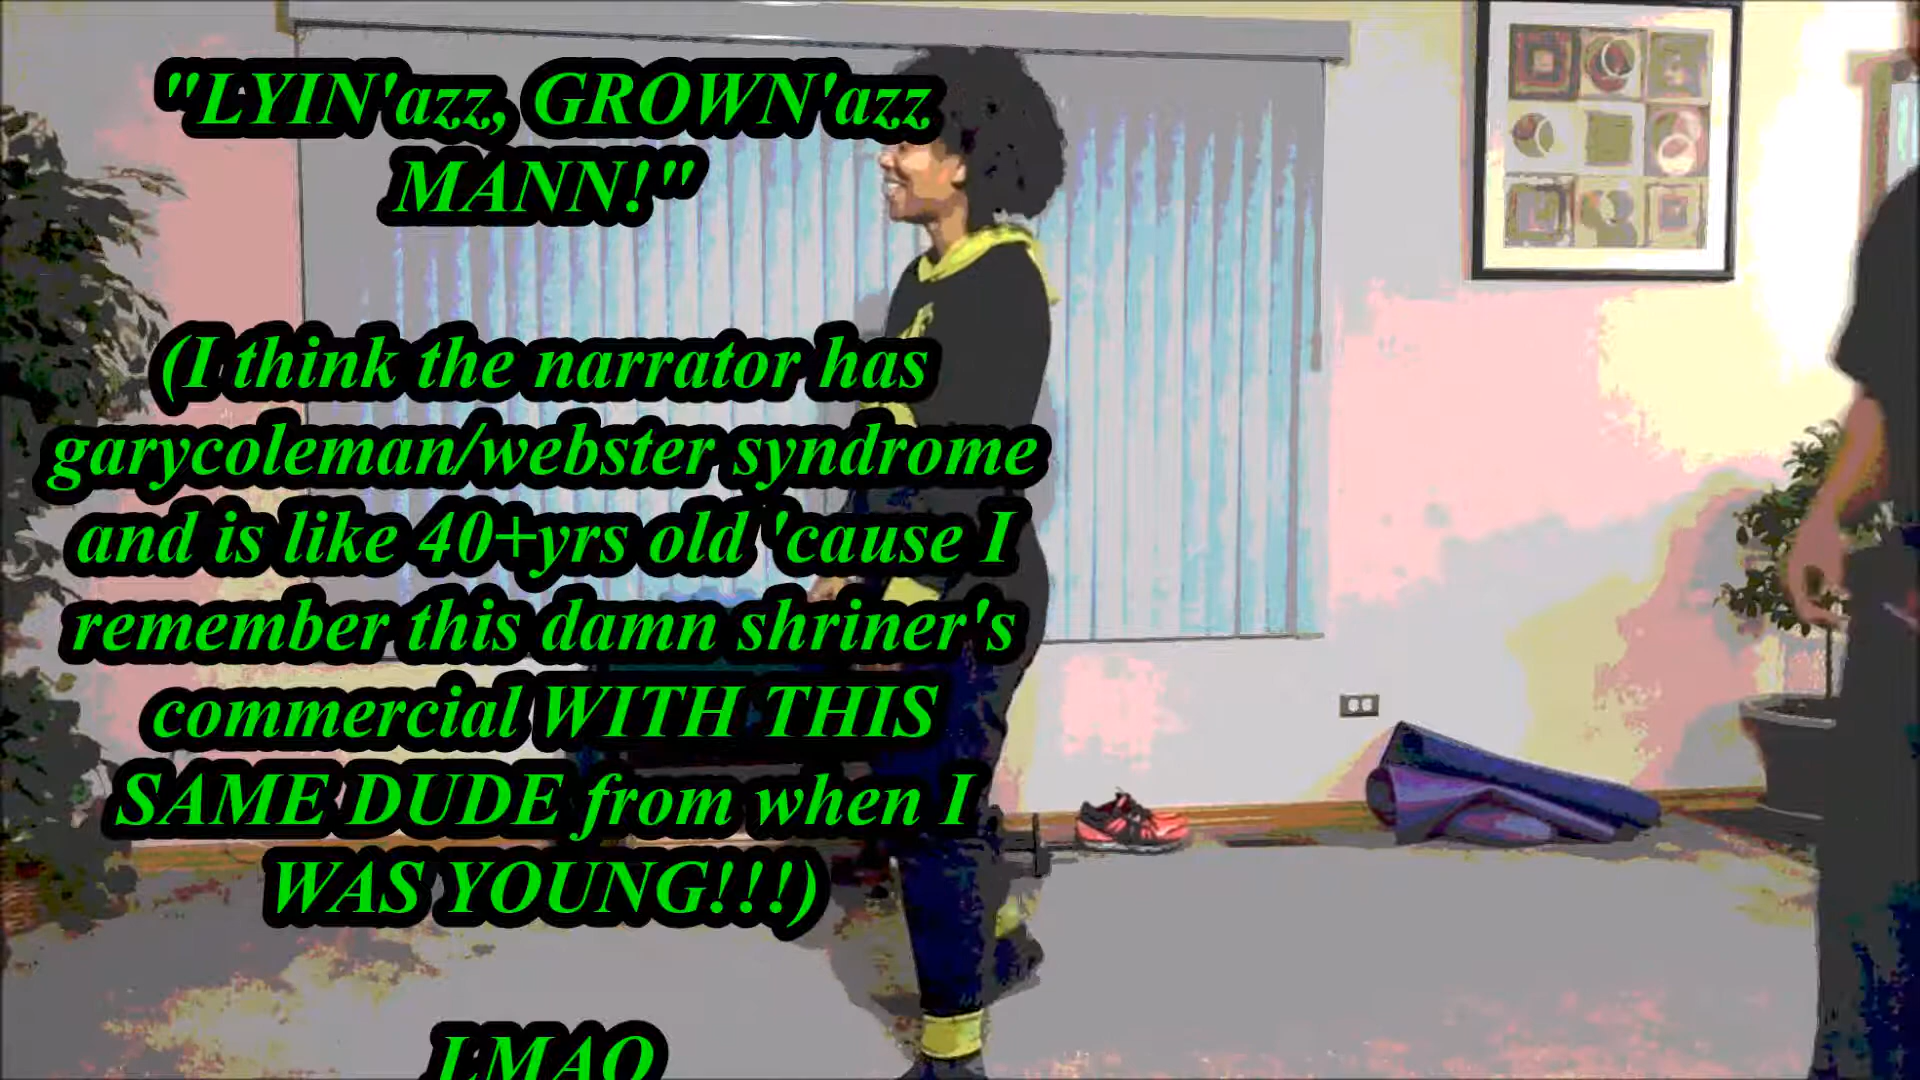 "LYIN'azz, GROWN'azz
MANN!"
(I think the narrator has
garycoleman/webster syndrome
and is like 40+yrs old 'cause I
remember this damn shriner's
commercial WITH THIS
SAME DUDE from when I
WAS YOUNG!!!)
LMAO